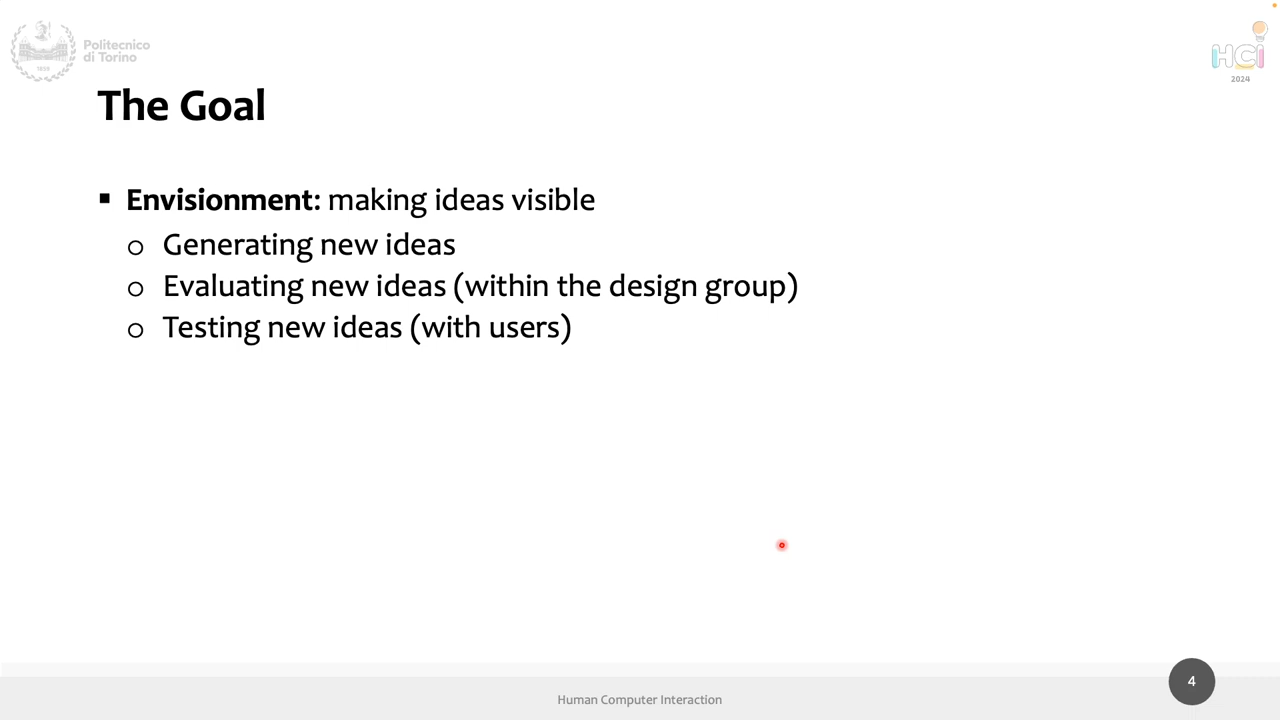 Politecnico
di Torino
1859
HCI
2024
The Goal
▪ Envisionment: making ideas visible
o Generating new ideas
o Evaluating new ideas (within the design group)
o Testing new ideas (with users)
Human Computer Interaction
4